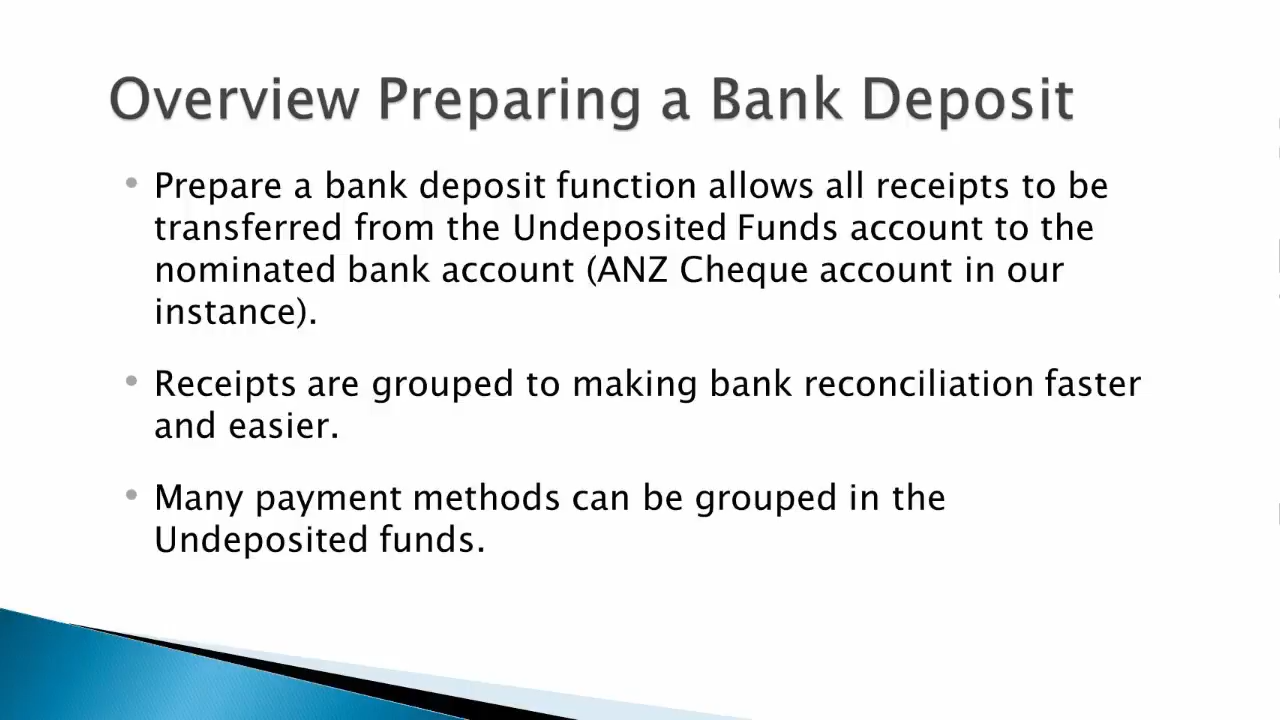 Overview Preparing a Bank Deposit
• Prepare a bank deposit function allows all receipts to be
transferred from the Undeposited Funds account to the
nominated bank account (ANZ Cheque account in our
instance).
• Receipts are grouped to making bank reconciliation faster
and easier.
• Many payment methods can be grouped in the
Undeposited funds.